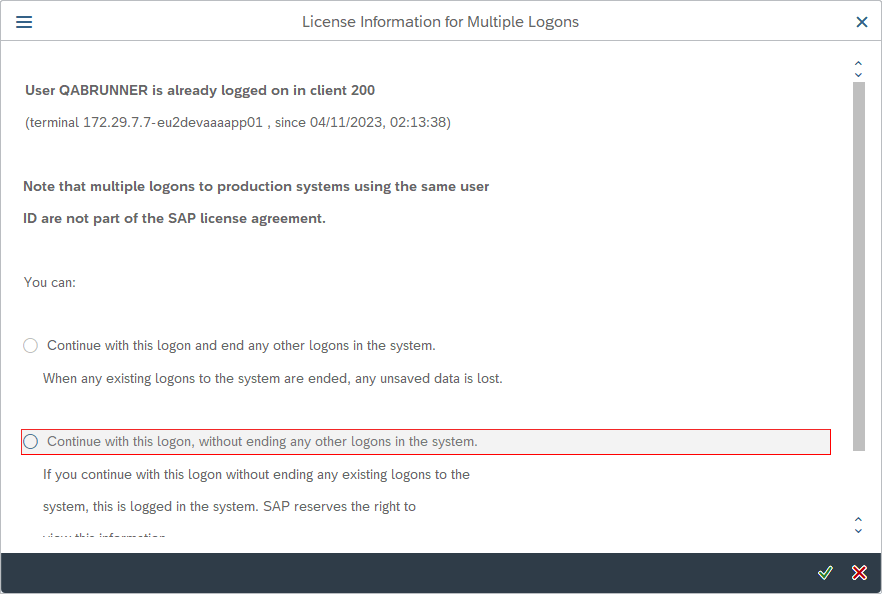 License Information for Multiple Logons
User QABRUNNER is already logged on in client 200
(terminal 172.29.7.7-eu2devaaaapp01 , since 04/11/2023, 02:13:38)
Note that multiple logons to production systems using the same user
ID are not part of the SAP license agreement.
You can:
Continue with this logon and end any other logons in the system.
When any existing logons to the system are ended, any unsaved data is lost.
Continue with this logon, without ending any other logons in the system.
If you continue with this logon without ending any existing logons to the
system, this is logged in the system. SAP reserves the right to
view this information